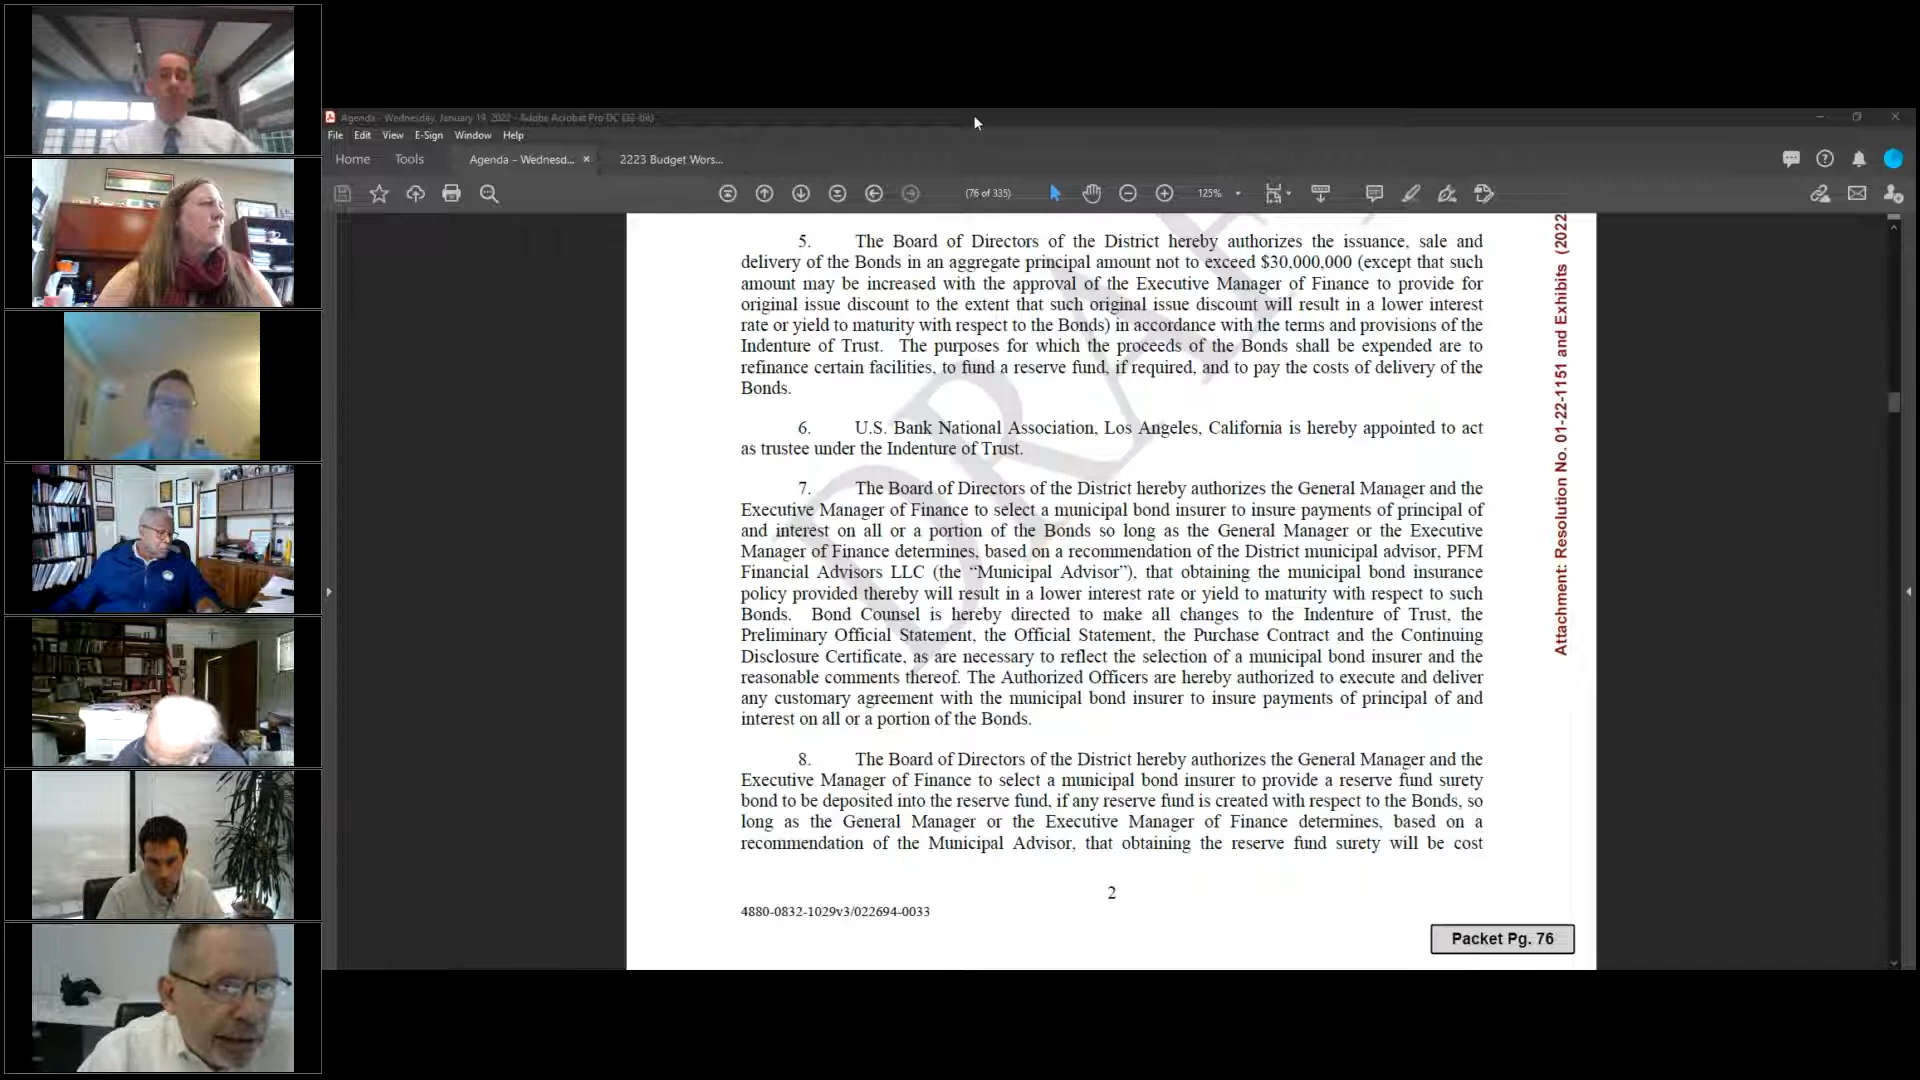 Agenda - Wednesday, January 19, 2022 - Adobe Acrobat Pro DC (32-bit)
File Edit View E-Sign Window Help
Home Tools Agenda - Wednesd... × 2223 Budget Wors...
(76 of 335) 125%
5. The Board of Directors of the District hereby authorizes the issuance, sale and
delivery of the Bonds in an aggregate principal amount not to exceed $30,000,000 (except that such
amount may be increased with the approval of the Executive Manager of Finance to provide for
original issue discount to the extent that such original issue discount will result in a lower interest
rate or yield to maturity with respect to the Bonds) in accordance with the terms and provisions of the
Indenture of Trust. The purposes for which the proceeds of the Bonds shall be expended are to
refinance certain facilities, to fund a reserve fund, if required, and to pay the costs of delivery of the
Bonds.
6. U.S. Bank National Association, Los Angeles, California is hereby appointed to act
as trustee under the Indenture of Trust.
7. The Board of Directors of the District hereby authorizes the General Manager and the
Executive Manager of Finance to select a municipal bond insurer to insure payments of principal of
and interest on all or a portion of the Bonds so long as the General Manager or the Executive
Manager of Finance determines, based on a recommendation of the District municipal advisor, PFM
Financial Advisors LLC (the “Municipal Advisor”), that obtaining the municipal bond insurance
policy provided thereby will result in a lower interest rate or yield to maturity with respect to such
Bonds. Bond Counsel is hereby directed to make all changes to the Indenture of Trust, the
Preliminary Official Statement, the Official Statement, the Purchase Contract and the Continuing
Disclosure Certificate, as are necessary to reflect the selection of a municipal bond insurer and the
reasonable comments thereof. The Authorized Officers are hereby authorized to execute and deliver
any customary agreement with the municipal bond insurer to insure payments of principal of and
interest on all or a portion of the Bonds.
8. The Board of Directors of the District hereby authorizes the General Manager and the
Executive Manager of Finance to select a municipal bond insurer to provide a reserve fund surety
bond to be deposited into the reserve fund, if any reserve fund is created with respect to the Bonds, so
long as the General Manager or the Executive Manager of Finance determines, based on a
recommendation of the Municipal Advisor, that obtaining the reserve fund surety will be cost
2
4880-0832-1029v3/022694-0033
Packet Pg. 76
Attachment: Resolution No. 01-22-1151 and Exhibits (2022
DRAF